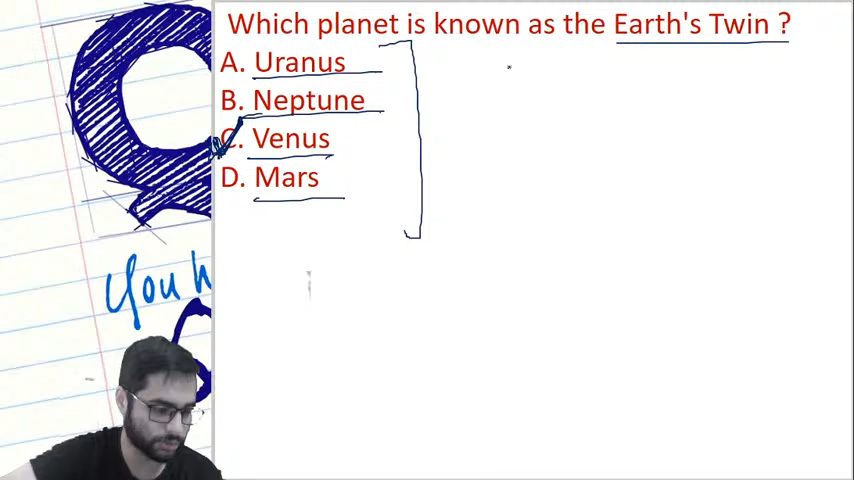 Which planet is known as the Earth's Twin ?
A. Uranus
B. Neptune
C. Venus
D. Mars
You